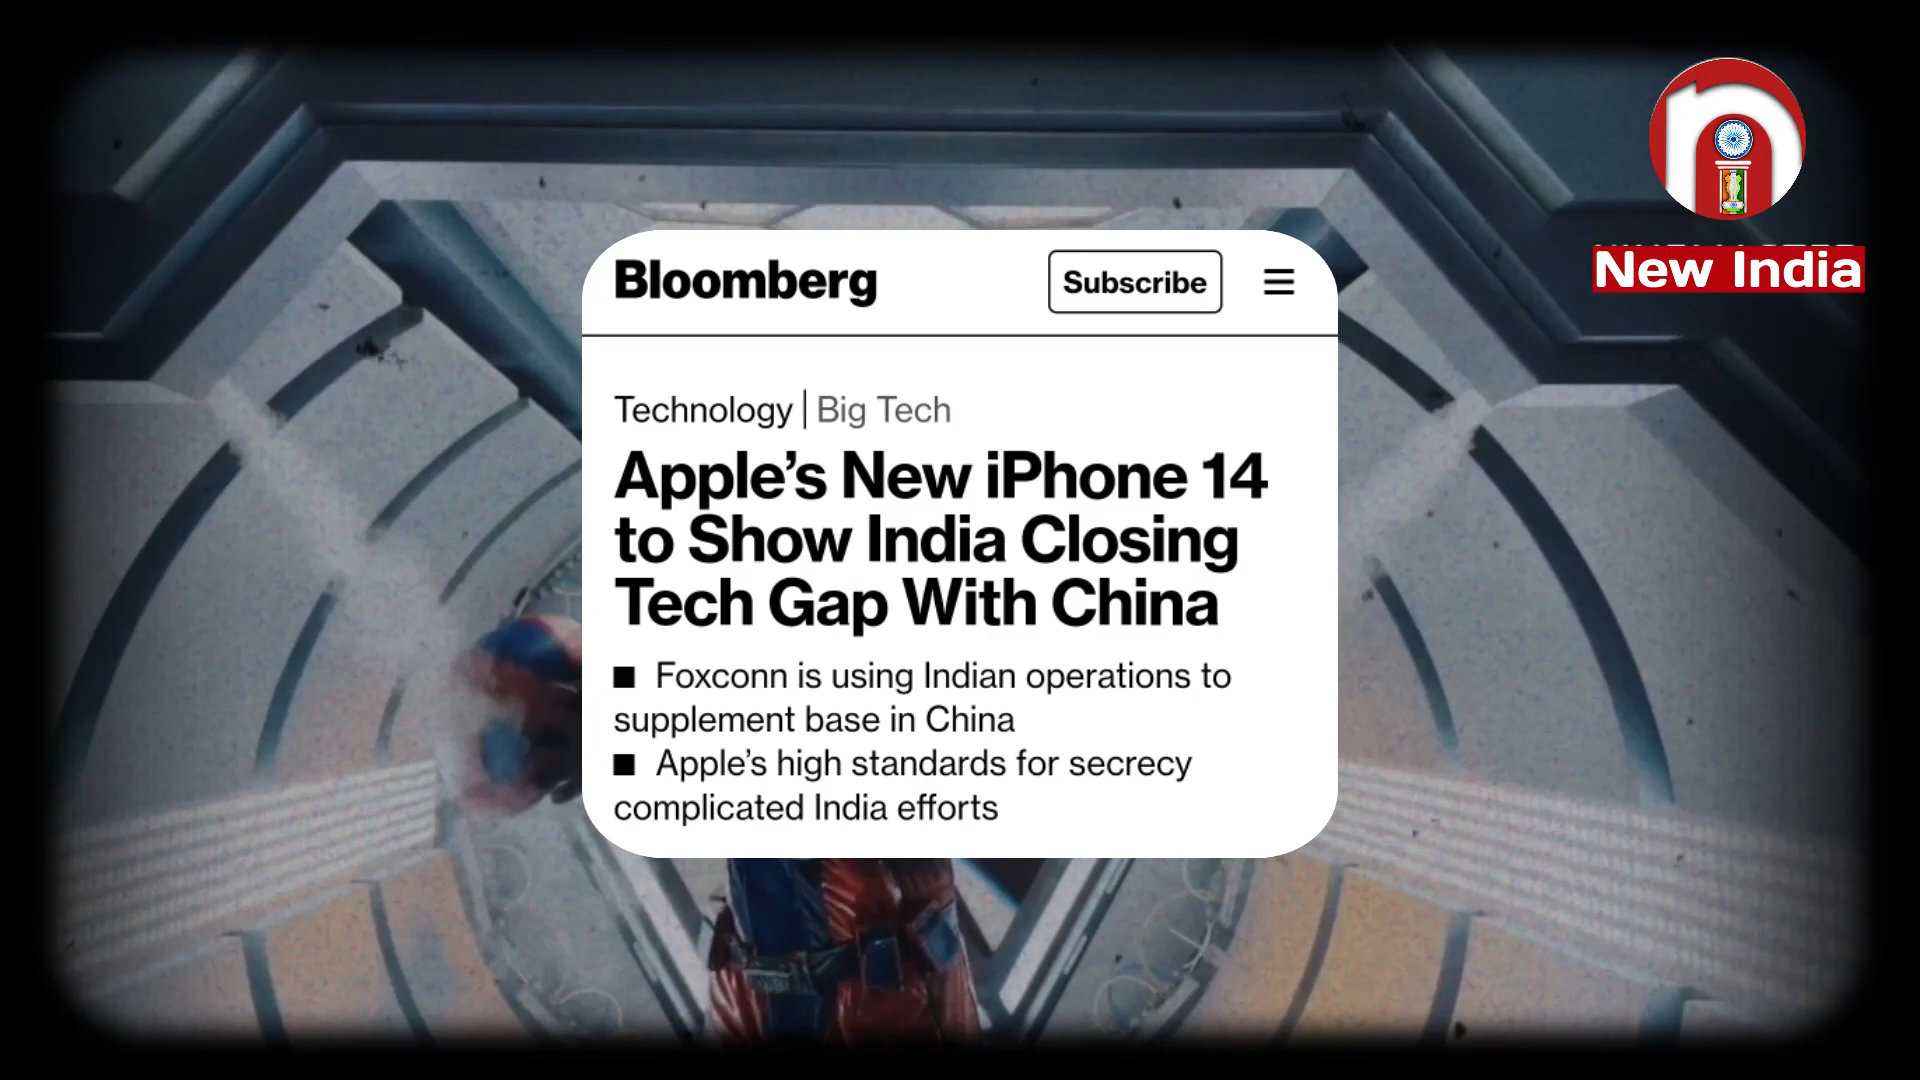 Bloomberg
Subscribe
New India
Technology | Big Tech
Apple’s New iPhone 14
to Show India Closing
Tech Gap With China
■ Foxconn is using Indian operations to
supplement base in China
■ Apple’s high standards for secrecy
complicated India efforts